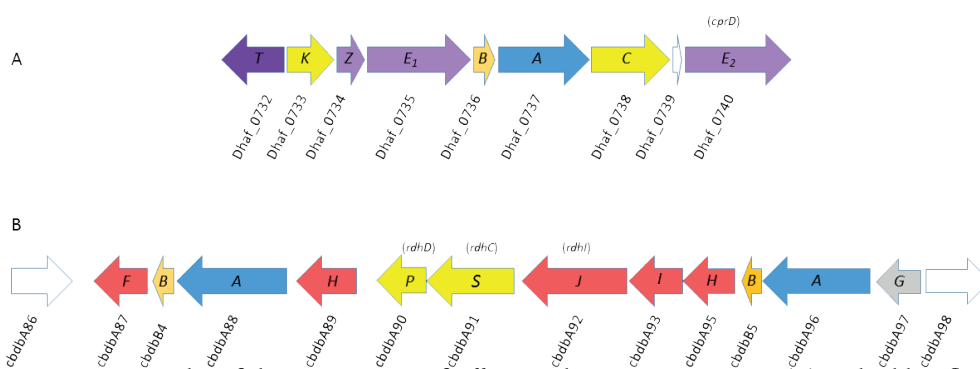 (cprD)
A T K Z E₁ B A C E₂
Dhaf_0732 Dhaf_0733 Dhaf_0734 Dhaf_0735 Dhaf_0736 Dhaf_0737 Dhaf_0738 Dhaf_0739 Dhaf_0740
B
(rdhD) (rdhC) (rdhI)
F B A H P S J I H B A G
cbdbA86 cbdbA87 cbdbB4 cbdbA88 cbdbA89 cbdbA90 cbdbA91 cbdbA92 cbdbA93 cbdbA95 cbdbB5 cbdbA96 cbdbA97 cbdbA98